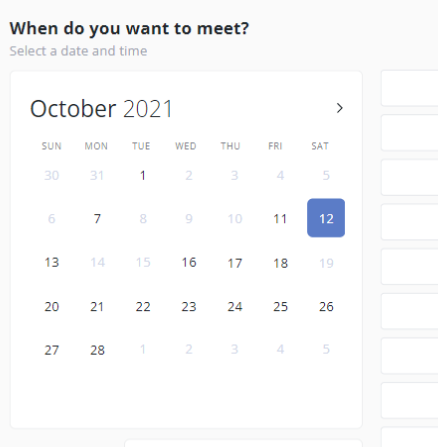 When do you want to meet?
Select a date and time
October 2021
SUN MON TUE WED THU FRI SAT
30 31 1 2 3 4 5
6 7 8 9 10 11 12
13 14 15 16 17 18 19
20 21 22 23 24 25 26
27 28 1 2 3 4 5